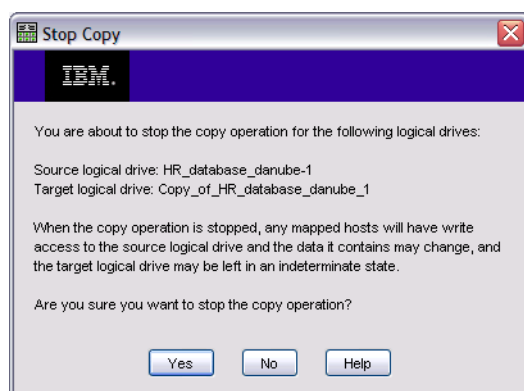 Stop Copy
IBM.
You are about to stop the copy operation for the following logical drives:
Source logical drive: HR_database_danube-1
Target logical drive: Copy_of_HR_database_danube_1
When the copy operation is stopped, any mapped hosts will have write
access to the source logical drive and the data it contains may change, and
the target logical drive may be left in an indeterminate state.
Are you sure you want to stop the copy operation?
Yes No Help